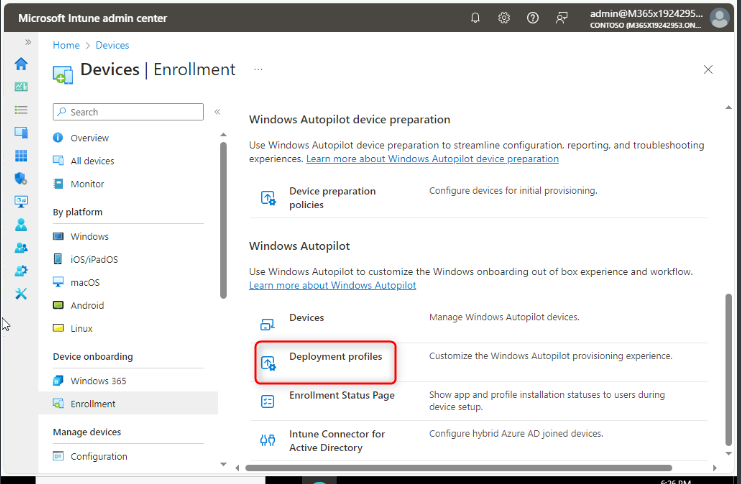 Microsoft Intune admin center
admin@M365x1924295...
CONTOSO (M365X19242953.ON...
Home > Devices
Devices | Enrollment ...
Search
Overview
All devices
Monitor
By platform
Windows
iOS/iPadOS
macOS
Android
Linux
Device onboarding
Windows 365
Enrollment
Manage devices
Configuration
Windows Autopilot device preparation
Use Windows Autopilot device preparation to streamline configuration, reporting, and troubleshooting
experiences. Learn more about Windows Autopilot device preparation
Device preparation
policies
Configure devices for initial provisioning.
Windows Autopilot
Use Windows Autopilot to customize the Windows onboarding out of box experience and workflow.
Learn more about Windows Autopilot
Devices
Manage Windows Autopilot devices.
Deployment profiles
Customize the Windows Autopilot provisioning experience.
Enrollment Status Page
Show app and profile installation statuses to users during
device setup.
Intune Connector for
Active Directory
Configure hybrid Azure AD joined devices.
6:26 PM